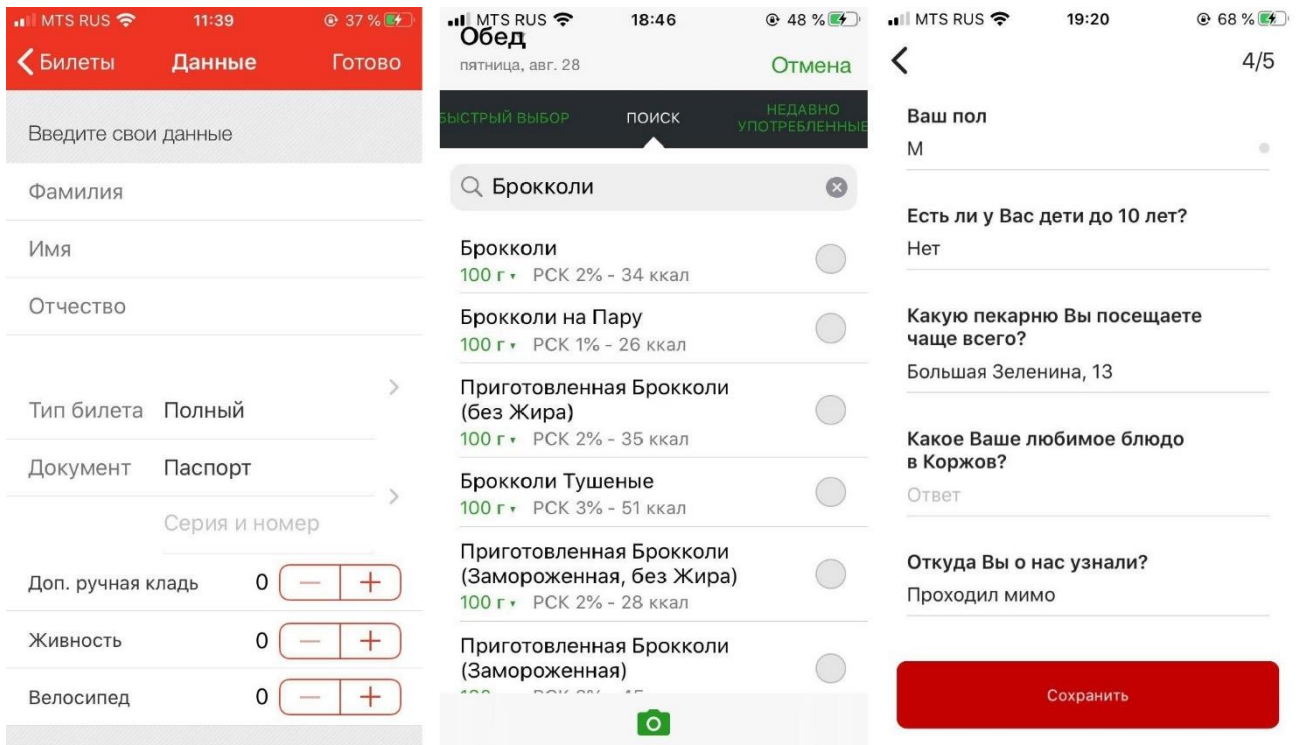 MTS RUS 11:39 37 %
Билеты Данные Готово
Введите свои данные
Фамилия
Имя
Отчество
Тип билета Полный
Документ Паспорт
Серия и номер
Доп. ручная кладь 0
Живность 0
Велосипед 0
MTS RUS 18:46 48 %
Обед
пятница, авг. 28 Отмена
БЫСТРЫЙ ВЫБОР ПОИСК НЕДАВНО
УПОТРЕБЛЕННЫЕ
Брокколи
Брокколи
100 г РСК 2% - 34 ккал
Брокколи на Пару
100 г РСК 1% - 26 ккал
Приготовленная Брокколи
(без Жира)
100 г РСК 2% - 35 ккал
Брокколи Тушеные
100 г РСК 3% - 51 ккал
Приготовленная Брокколи
(Замороженная, без Жира)
100 г РСК 2% - 28 ккал
Приготовленная Брокколи
(Замороженная)
MTS RUS 19:20 68 %
4/5
Ваш пол
М
Есть ли у Вас дети до 10 лет?
Нет
Какую пекарню Вы посещаете
чаще всего?
Большая Зеленина, 13
Какое Ваше любимое блюдо
в Коржов?
Ответ
Откуда Вы о нас узнали?
Проходил мимо
Сохранить